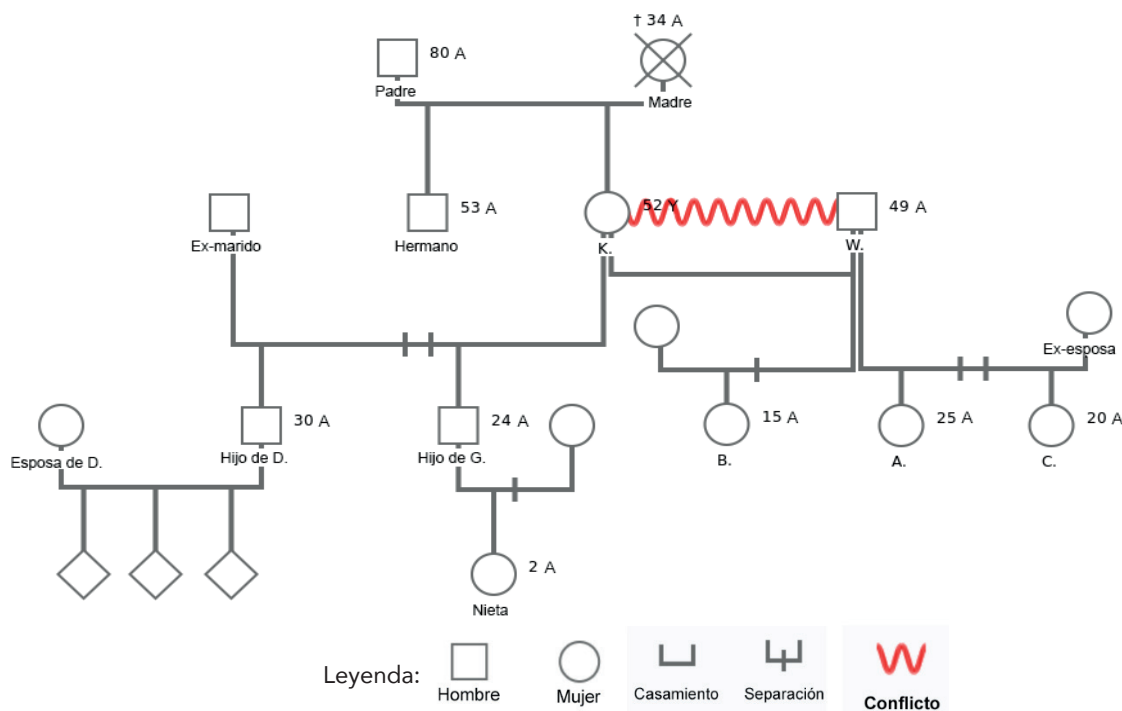 † 34 A
80 A
Padre
Madre
53 A
52 Y
49 A
Ex-marido
Hermano
K.
W.
Ex-esposa
30 A
24 A
15 A
25 A
20 A
Esposa de D.
Hijo de D.
Hijo de G.
B.
A.
C.
2 A
Nieta
Leyenda:
Hombre
Mujer
Casamiento
Separación
Conflicto